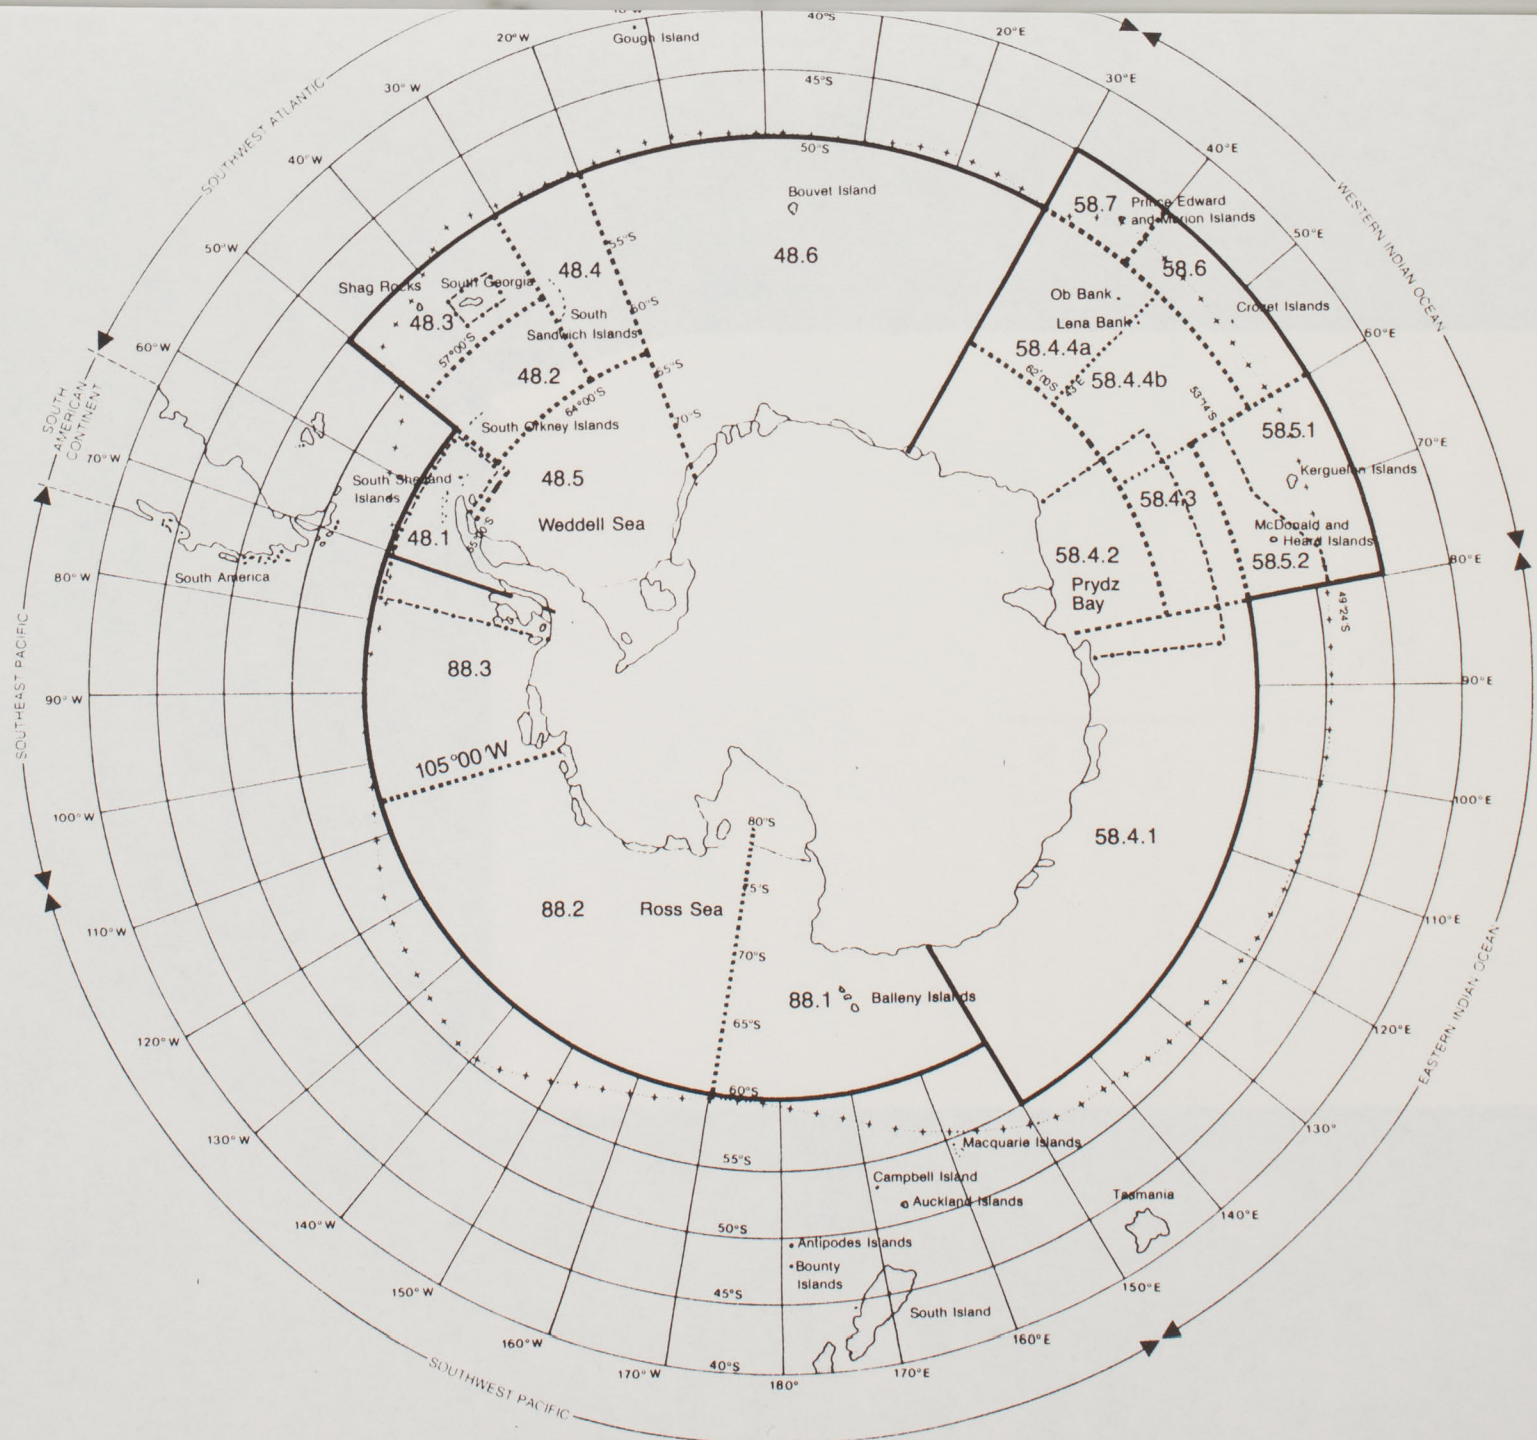 40°S
Gough Island
20°W
20°E
45°S
30°W
30°E
SOUTHWEST ATLANTIC
40°W
50°S
40°E
WESTERN INDIAN OCEAN
Bouvet Island
58.7
Prince Edward
and Marion Islands
50°W
55°S
48.6
50°E
48.4
58.6
Shag Rocks
South Georgia
Ob Bank
60°S
Crozet Islands
48.3
South
Sandwich Islands
Lena Bank
60°E
57°00'S
58.4.4a
60°W
48.2
62°00'S
58.4.4b
64°00'S
53°14'S
SOUTH
AMERICAN
CONTINENT
70°S
South Orkney Islands
58.5.1
70°E
70°W
48.5
South Shetland
Islands
Kerguelen Islands
58.4.3
Weddell Sea
McDonald and
Heard Islands
48.1
58.4.2
58.5.2
80°E
80°W
South America
Prydz
Bay
49°24'S
88.3
SOUTHEAST PACIFIC
90°W
90°E
105°00'W
100°W
100°E
80°S
58.4.1
75°S
88.2
Ross Sea
110°W
110°E
70°S
88.1
Balleny Islands
65°S
EASTERN INDIAN OCEAN
120°W
120°E
60°S
130°W
130°
Macquarie Islands
55°S
Campbell Island
Auckland Islands
Tasmania
140°W
50°S
140°E
Antipodes Islands
Bounty
Islands
150°W
45°S
150°E
South Island
160°W
160°E
170°W
40°S
180°
170°E
SOUTHWEST PACIFIC